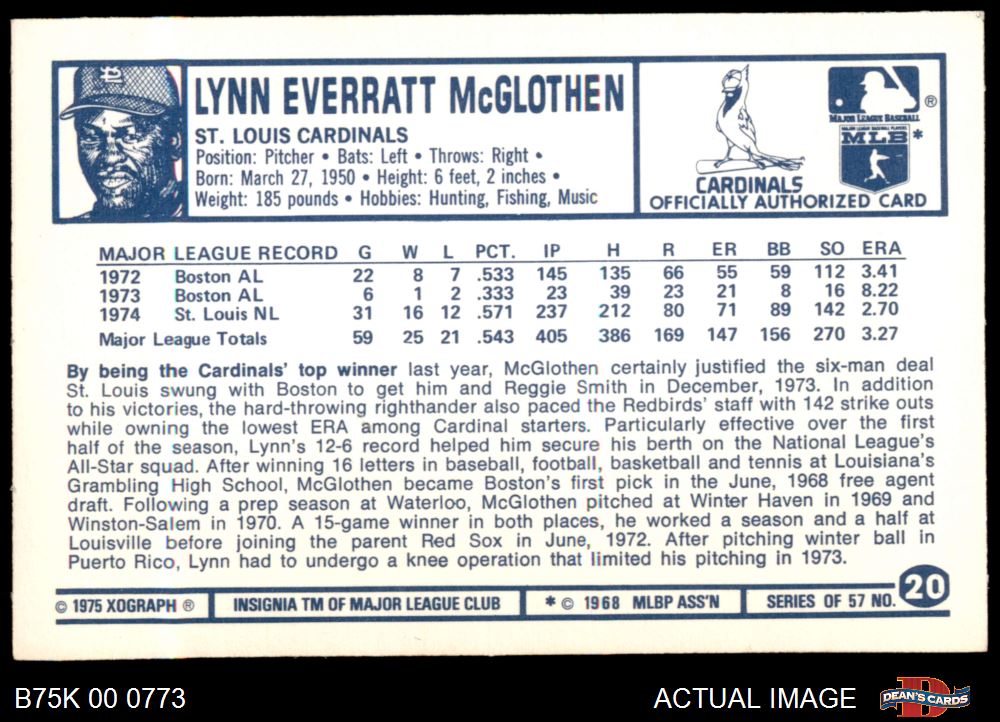 LYNN EVERRATT McGLOTHEN
ST. LOUIS CARDINALS
Position: Pitcher • Bats: Left • Throws: Right •
Born: March 27, 1950 • Height: 6 feet, 2 inches •
Weight: 185 pounds • Hobbies: Hunting, Fishing, Music
CARDINALS
OFFICIALLY AUTHORIZED CARD
MAJOR LEAGUE BASEBALL ®
MAJOR LEAGUE BASEBALL PLAYERS
MLB *
MAJOR LEAGUE RECORD G W L PCT. IP H R ER BB SO ERA
1972 Boston AL 22 8 7 .533 145 135 66 55 59 112 3.41
1973 Boston AL 6 1 2 .333 23 39 23 21 8 16 8.22
1974 St. Louis NL 31 16 12 .571 237 212 80 71 89 142 2.70
Major League Totals 59 25 21 .543 405 386 169 147 156 270 3.27
By being the Cardinals' top winner last year, McGlothen certainly justified the six-man deal
St. Louis swung with Boston to get him and Reggie Smith in December, 1973. In addition
to his victories, the hard-throwing righthander also paced the Redbirds' staff with 142 strike outs
while owning the lowest ERA among Cardinal starters. Particularly effective over the first
half of the season, Lynn's 12-6 record helped him secure his berth on the National League's
All-Star squad. After winning 16 letters in baseball, football, basketball and tennis at Louisiana's
Grambling High School, McGlothen became Boston's first pick in the June, 1968 free agent
draft. Following a prep season at Waterloo, McGlothen pitched at Winter Haven in 1969 and
Winston-Salem in 1970. A 15-game winner in both places, he worked a season and a half at
Louisville before joining the parent Red Sox in June, 1972. After pitching winter ball in
Puerto Rico, Lynn had to undergo a knee operation that limited his pitching in 1973.
© 1975 XOGRAPH ® INSIGNIA TM OF MAJOR LEAGUE CLUB * © 1968 MLBP ASS'N SERIES OF 57 NO. 20
B75K 00 0773 ACTUAL IMAGE DEAN'S CARDS